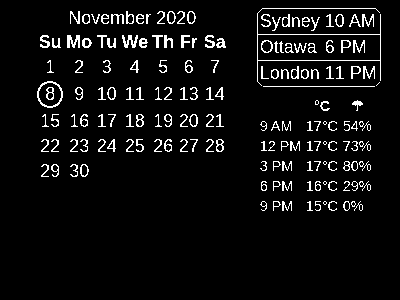 November 2020
Su Mo Tu We Th Fr Sa
1 2 3 4 5 6 7
8 9 10 11 12 13 14
15 16 17 18 19 20 21
22 23 24 25 26 27 28
29 30
Sydney 10 AM
Ottawa 6 PM
London 11 PM
°C ☂
9 AM 17°C 54%
12 PM 17°C 73%
3 PM 17°C 80%
6 PM 16°C 29%
9 PM 15°C 0%